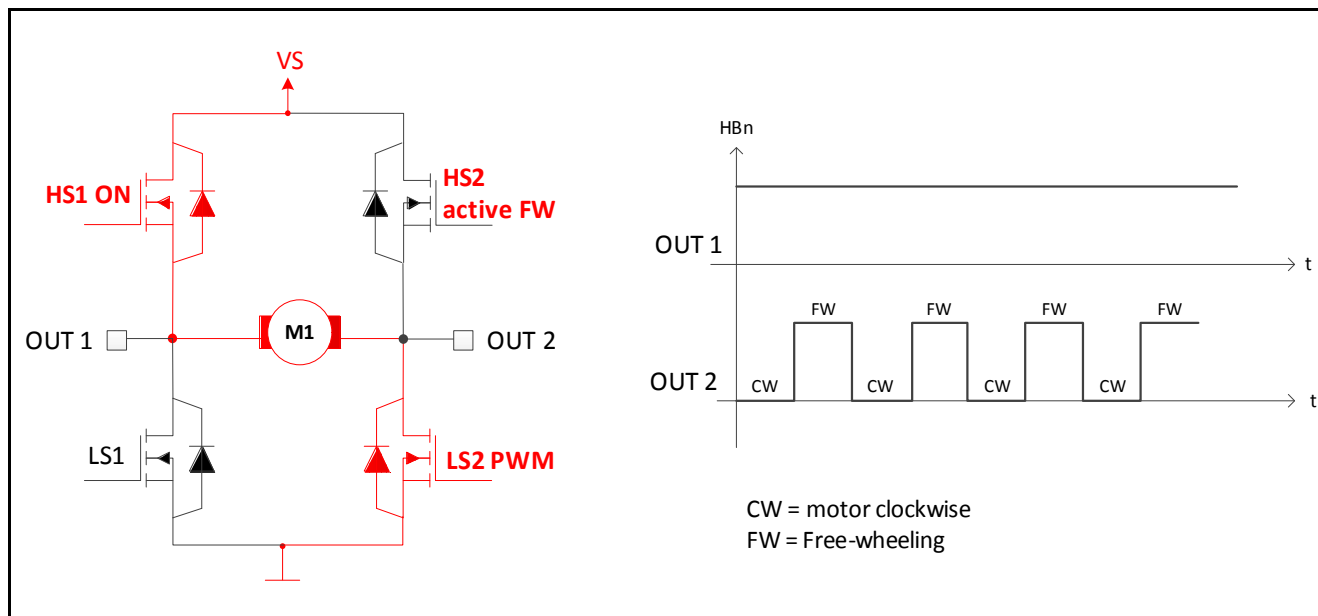 VS
HS1 ON
HS2
active FW
OUT 1
M1
OUT 2
LS1
LS2 PWM
HBn
OUT 1
t
FW FW FW FW
OUT 2
CW CW CW CW
t
CW = motor clockwise
FW = Free-wheeling